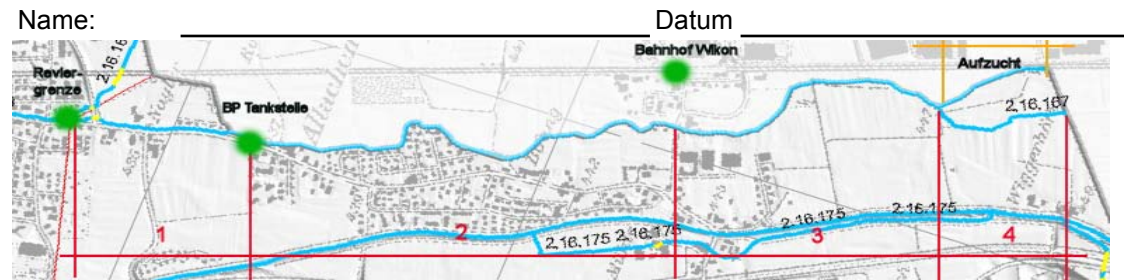 Name:
Datum
Bahnhof Wikon
Revier-
grenze
2.16.16
BP Tankstelle
Aufzucht
2.16.167
1
2
3
4
2.16.175 2.16.175
2.16.175
2.16.175